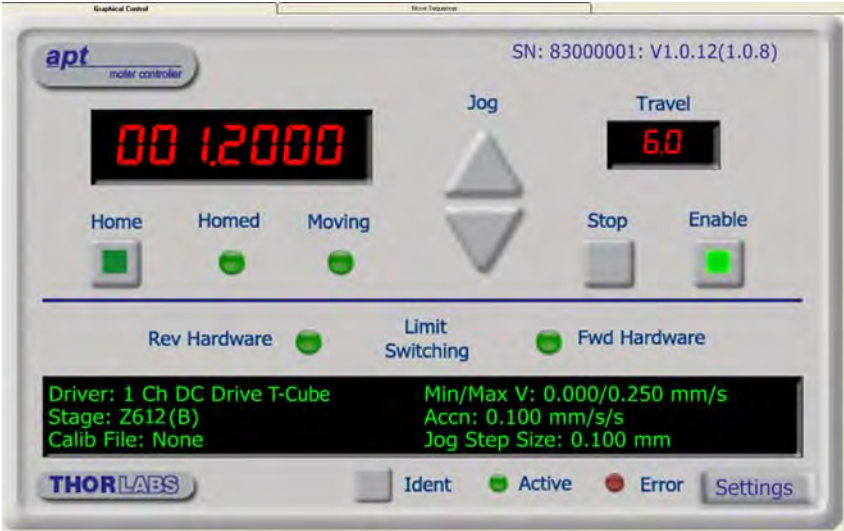 Graphical Control
Move Sequencer
apt
motor controller
SN: 83000001: V1.0.12(1.0.8)
001.2000
Jog
Travel
6.0
Home
Homed
Moving
Stop
Enable
Rev Hardware
Limit
Switching
Fwd Hardware
Driver: 1 Ch DC Drive T-Cube
Min/Max V: 0.000/0.250 mm/s
Stage: Z612(B)
Accn: 0.100 mm/s/s
Calib File: None
Jog Step Size: 0.100 mm
THORLABS
Ident
Active
Error
Settings